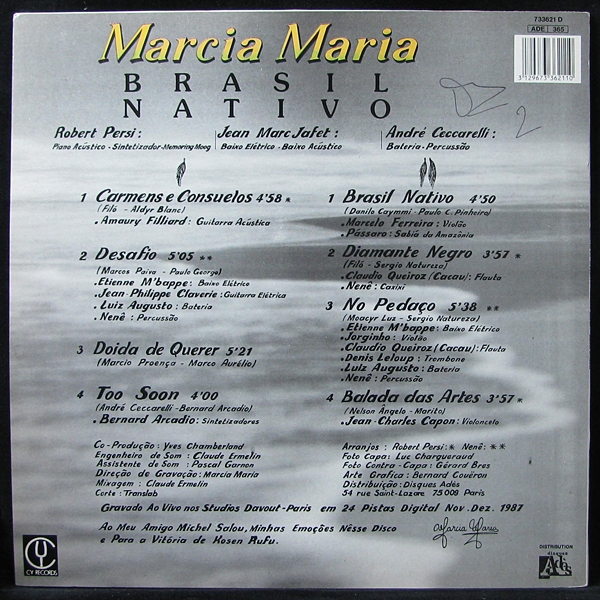 Marcia Maria
BRASIL
NATIVO
733621 D
ADE 365
3129673362110
Robert Persi:
Piano Acústico - Sintetizador-Memoring Moog
Jean Marc Jafet:
Baixo Elétrico - Baixo Acústico
André Ceccarelli:
Bateria-Percussão
1 Carmens e Consuelos 4'58 *
(Filó - Aldyr Blanc)
.Amaury Filliard: Guitarra Acústica
2 Desafio 5'05 **
(Marcos Paiva - Paulo George)
.Etienne M'bappe: Baixo Elétrico
.Jean-Philippe Claverie: Guitarra Elétrica
.Luiz Augusto: Bateria
.Nenê: Percussão
3 Doida de Querer 5'21
(Marcio Proença - Marco Aurélio)
4 Too Soon 4'00
(André Ceccarelli-Bernard Arcadio)
.Bernard Arcadio: Sintetizadores
1 Brasil Nativo 4'50
(Danilo Caymmi - Paulo C. Pinheiro)
.Marcelo Ferreira: Violão
.Pássaro: Sabiá da Amazônia
2 Diamante Negro 3'57 *
(Filó - Sergio Natureza)
.Claudio Queiroz (Cacau): Flauta
.Nenê: Caxixi
3 No Pedaço 5'38 **
(Moacyr Luz - Sergio Natureza)
.Etienne M'bappe: Baixo Elétrico
.Jorginho: Violão
.Claudio Queiroz (Cacau): Flauta
.Denis Leloup: Trombone
.Luiz Augusto: Bateria
.Nenê: Percussão
4 Balada das Artes 3'57 *
(Nelson Ângelo - Marito)
.Jean-Charles Capon: Violoncelo
Co-Produção: Yves Chamberland
Engenheiro de Som: Claude Ermelin
Assistente de Som: Pascal Garnon
Direção de Gravação: Marcia Maria
Mixagem: Claude Ermelin
Corte: Translab
Arranjos: Robert Persi: * Nenê: **
Foto Capa: Luc Chargueraud
Foto Contra-Capa: Gérard Bres
Arte Grafica: Bernard Couëron
Distribuição: Disques Adès
54 rue Saint-Lazare 75008 Paris
Gravado Ao Vivo nos Studios Davout-Paris em 24 Pistas Digital Nov. Dez. 1987
Ao Meu Amigo Michel Salou, Minhas Emoções Nêsse Disco
e Para a Vitória de Kosen Rufu.
Marcia Maria
CY RECORDS
DISTRIBUTION
disques
Adès